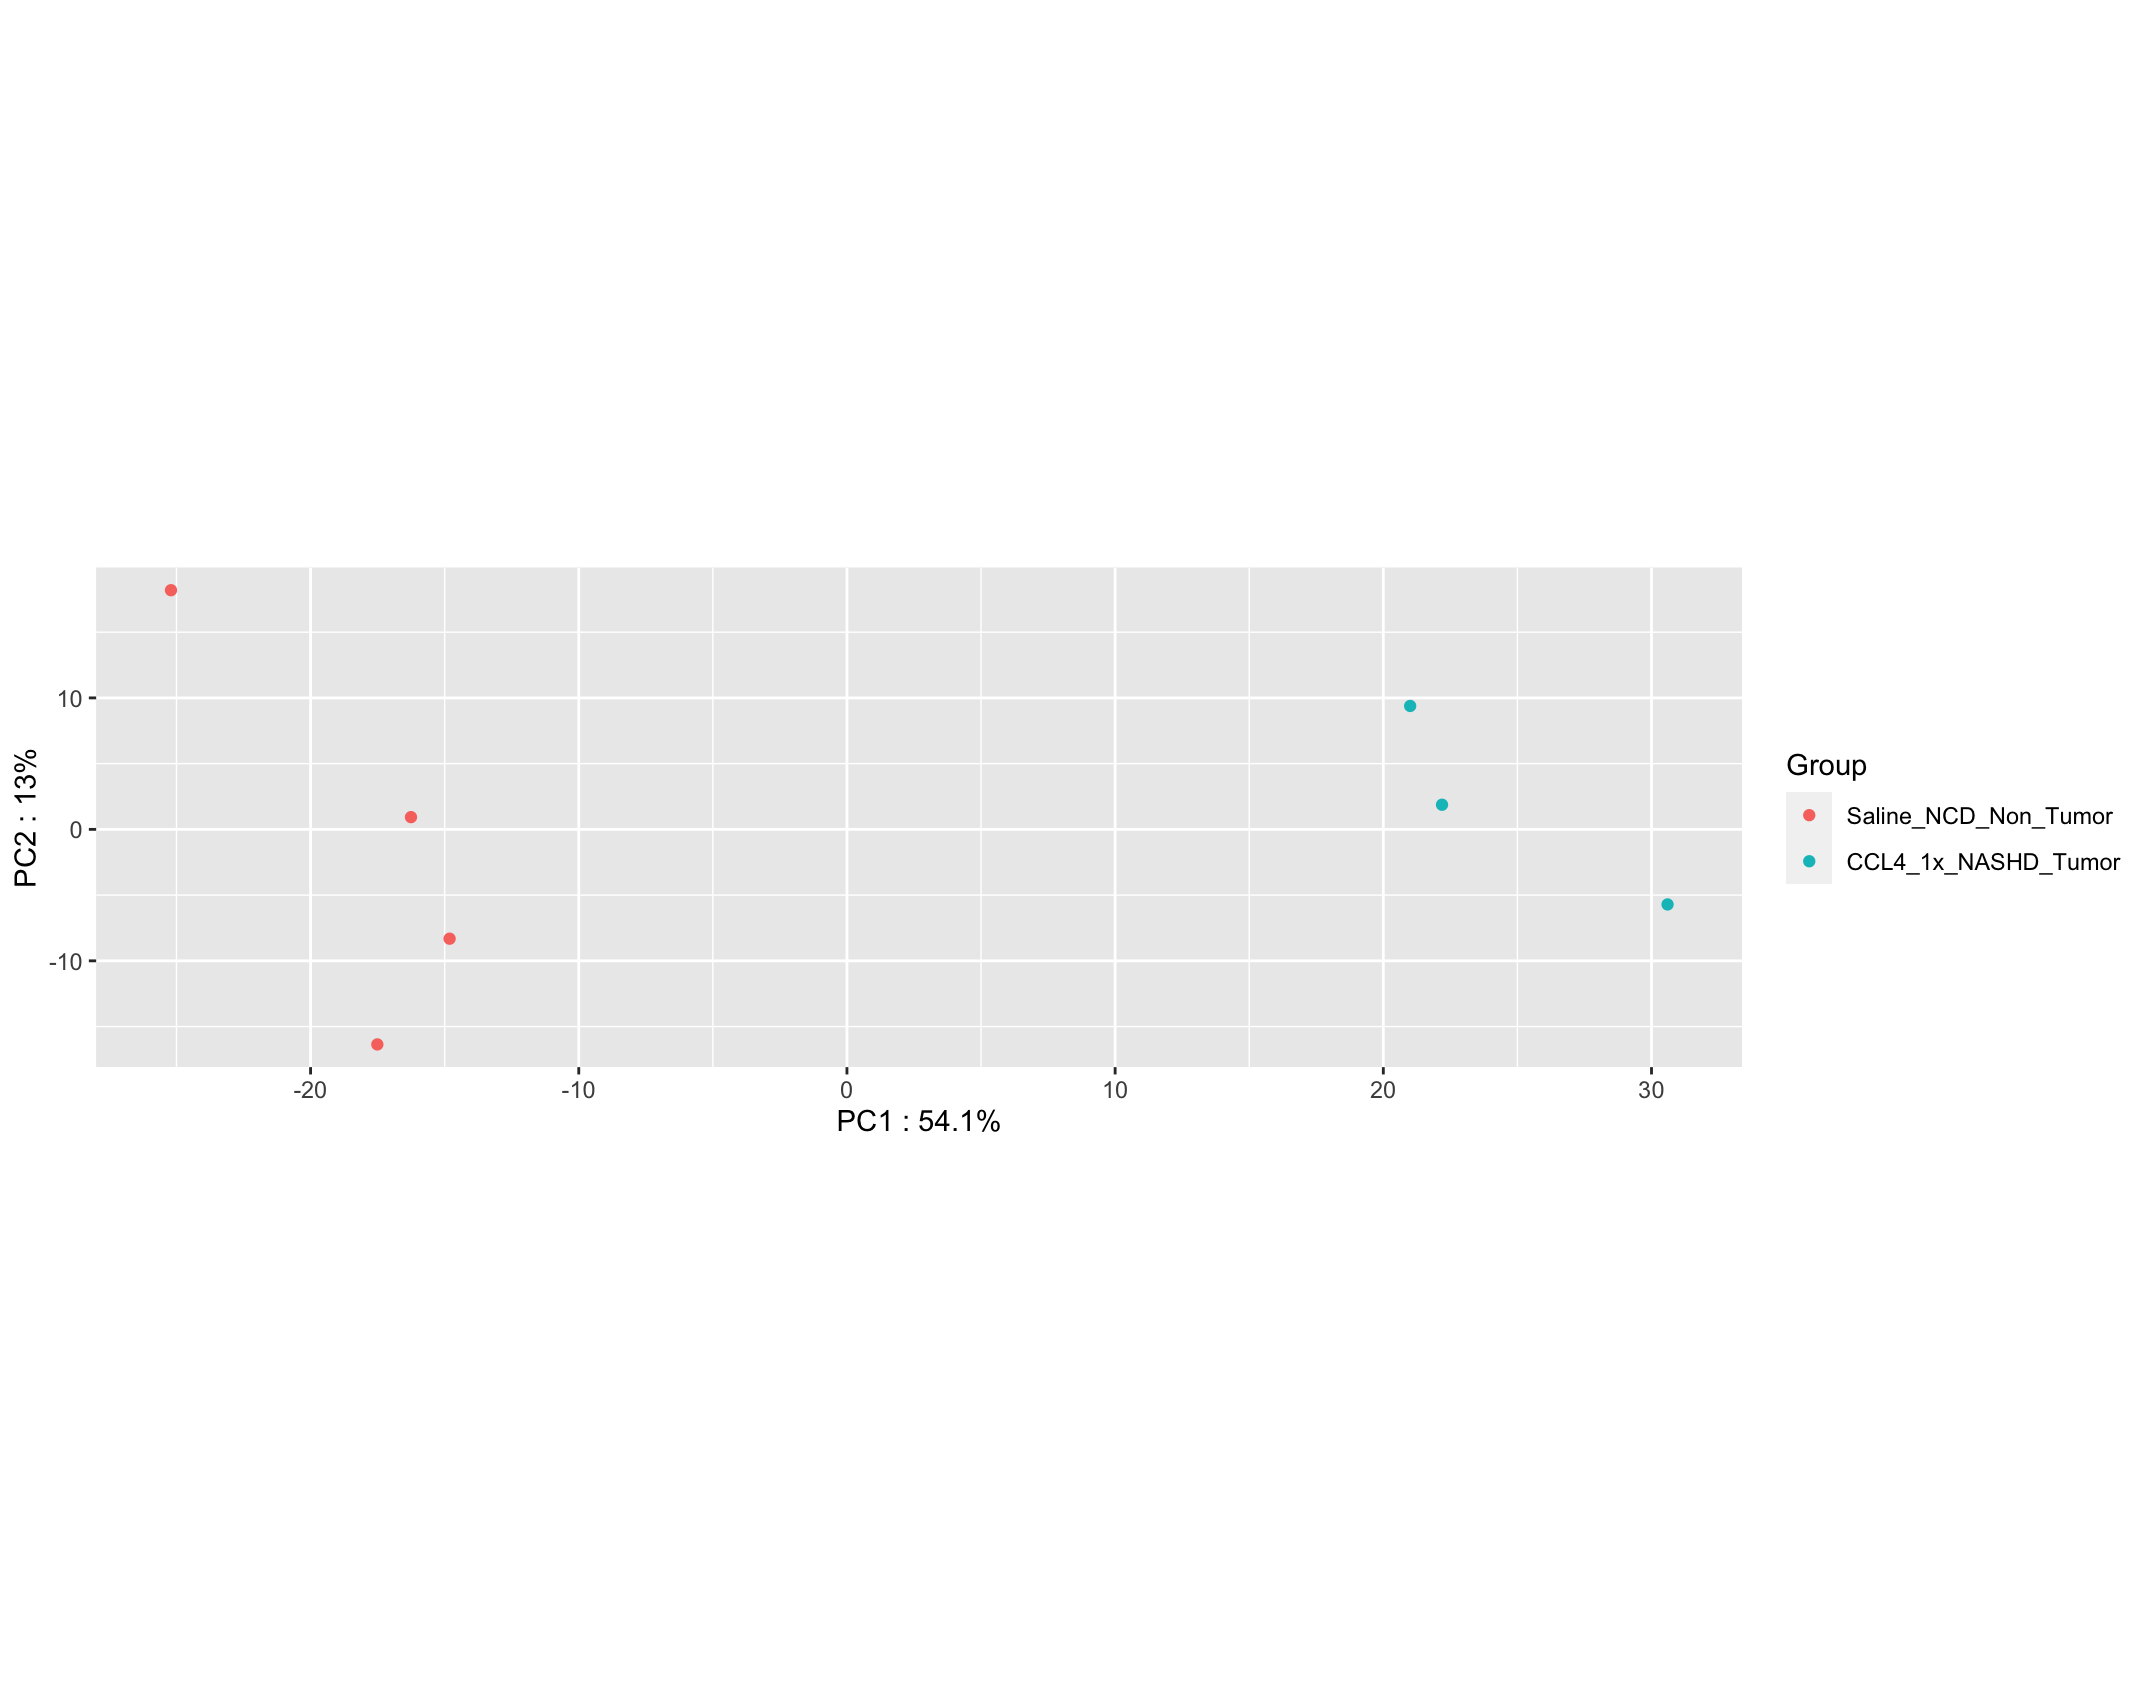 10
0
-10
PC2 : 13%
-20 -10 0 10 20 30
PC1 : 54.1%
Group
Saline_NCD_Non_Tumor
CCL4_1x_NASHD_Tumor